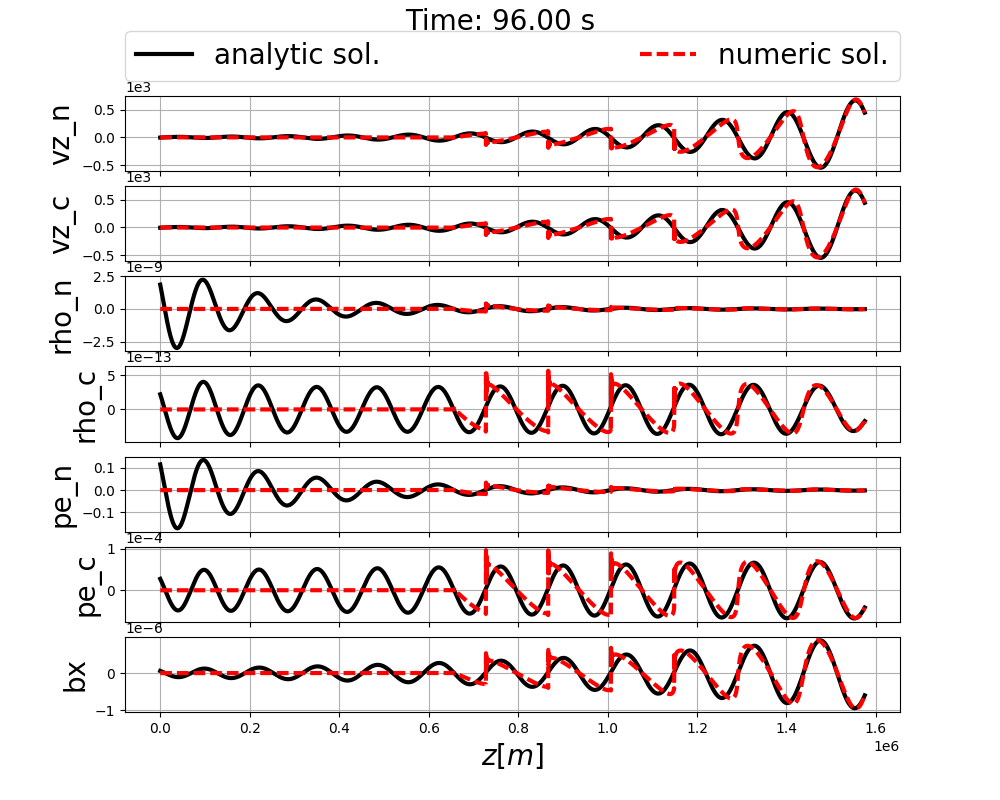 Time: 96.00 s
analytic sol. numeric sol.
1e3
vz_n
0.5
0.0
−0.5
1e3
vz_c
0.5
0.0
−0.5
1e−9
rho_n
2.5
0.0
−2.5
1e−13
rho_c
5
0
pe_n
0.1
0.0
−0.1
1e−4
pe_c
1
0
1e−6
bx
0
−1
0.0 0.2 0.4 0.6 0.8 1.0 1.2 1.4 1.6
1e6
z[m]